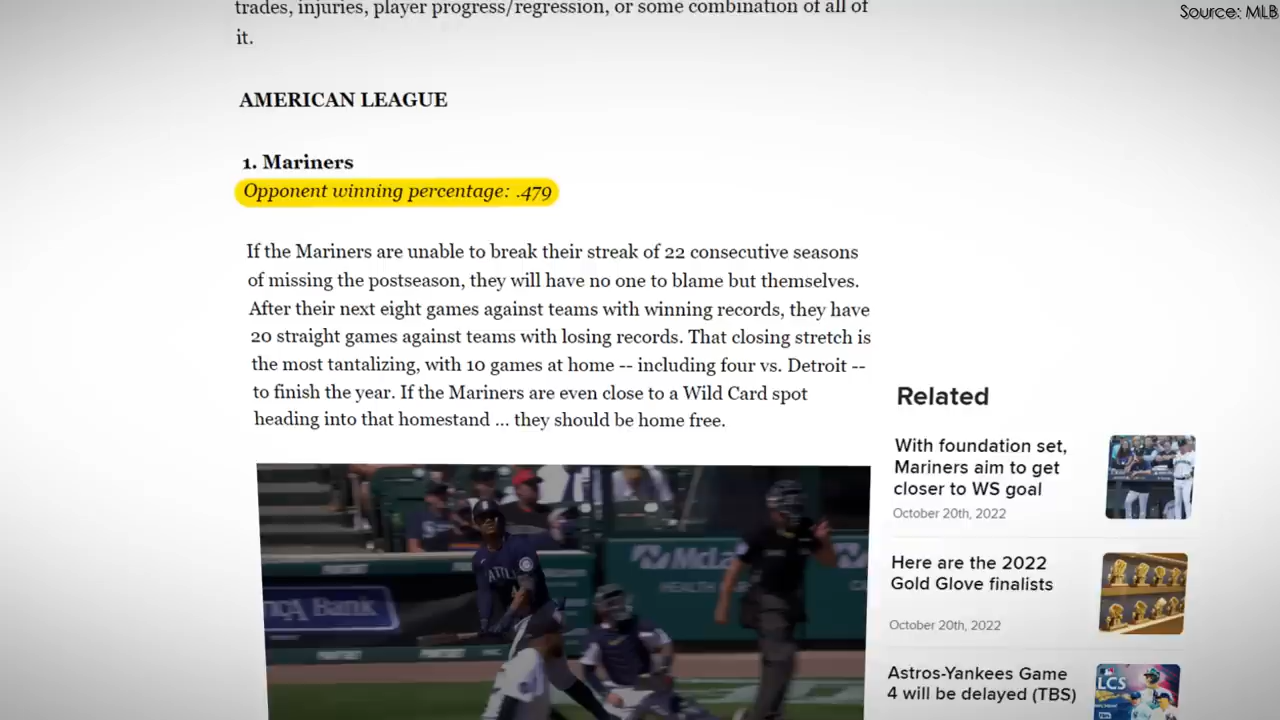 Source: MLB
trades, injuries, player progress/regression, or some combination of all of
it.
AMERICAN LEAGUE
1. Mariners
Opponent winning percentage: .479
If the Mariners are unable to break their streak of 22 consecutive seasons
of missing the postseason, they will have no one to blame but themselves.
After their next eight games against teams with winning records, they have
20 straight games against teams with losing records. That closing stretch is
the most tantalizing, with 10 games at home -- including four vs. Detroit --
to finish the year. If the Mariners are even close to a Wild Card spot
heading into that homestand ... they should be home free.
Related
With foundation set,
Mariners aim to get
closer to WS goal
October 20th, 2022
Here are the 2022
Gold Glove finalists
October 20th, 2022
Astros-Yankees Game
4 will be delayed (TBS)
LCS
Bank
HEALTH